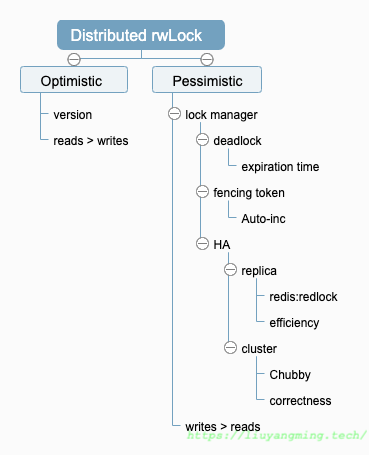 Distributed rwLock
Optimistic
Pessimistic
version
reads > writes
lock manager
deadlock
expiration time
fencing token
Auto-inc
HA
replica
redis:redlock
efficiency
cluster
Chubby
correctness
writes > reads
https://liuyangming.tech/